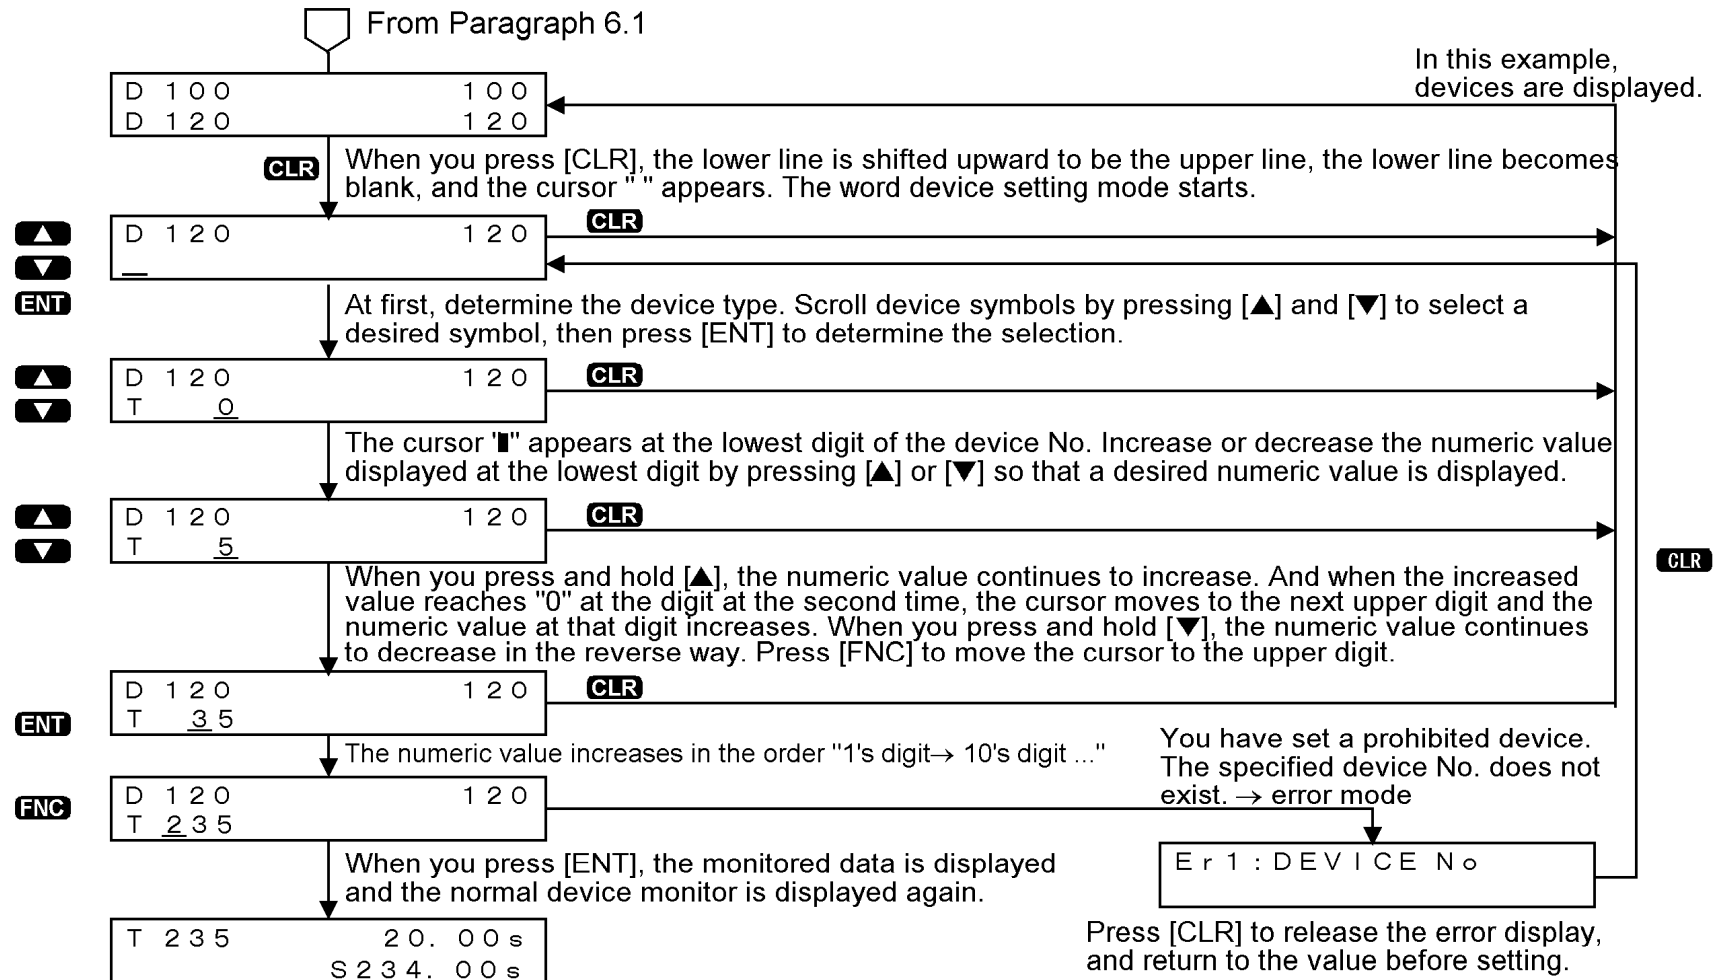 From Paragraph 6.1
In this example,
devices are displayed.
D 100 100
D 120 120
CLR
When you press [CLR], the lower line is shifted upward to be the upper line, the lower line becomes
blank, and the cursor " " appears. The word device setting mode starts.
▲
▼
ENT
D 120 120
_
CLR
At first, determine the device type. Scroll device symbols by pressing [▲] and [▼] to select a
desired symbol, then press [ENT] to determine the selection.
▲
▼
D 120 120
T 0
CLR
The cursor "▮" appears at the lowest digit of the device No. Increase or decrease the numeric value
displayed at the lowest digit by pressing [▲] or [▼] so that a desired numeric value is displayed.
▲
▼
D 120 120
T 5
CLR
CLR
When you press and hold [▲], the numeric value continues to increase. And when the increased
value reaches "0" at the digit at the second time, the cursor moves to the next upper digit and the
numeric value at that digit increases. When you press and hold [▼], the numeric value continues
to decrease in the reverse way. Press [FNC] to move the cursor to the upper digit.
ENT
D 120 120
T 35
CLR
The numeric value increases in the order "1's digit→ 10's digit ..."
You have set a prohibited device.
The specified device No. does not
exist. → error mode
FNC
D 120 120
T 235
Er1:DEVICE No
When you press [ENT], the monitored data is displayed
and the normal device monitor is displayed again.
Press [CLR] to release the error display,
and return to the value before setting.
T 235 20. 00s
S234. 00s